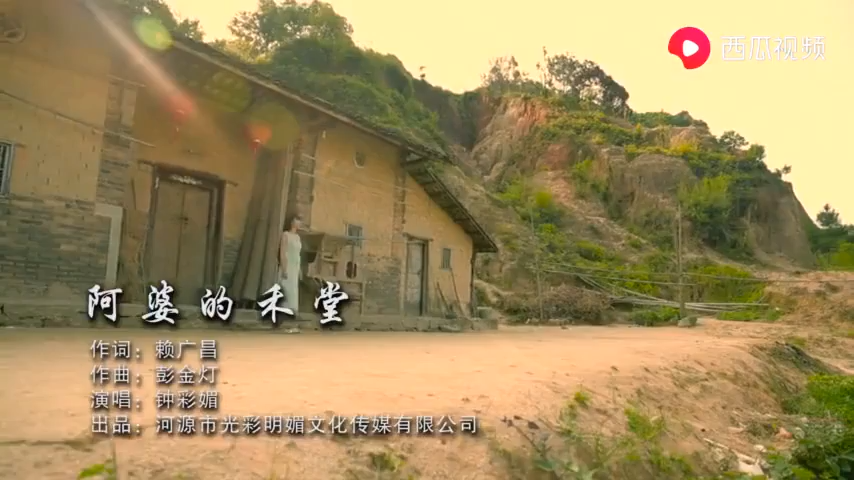 西瓜视频
阿婆的禾堂
作词：赖广昌
作曲：彭金灯
演唱：钟彩媚
出品：河源市光彩明媚文化传媒有限公司